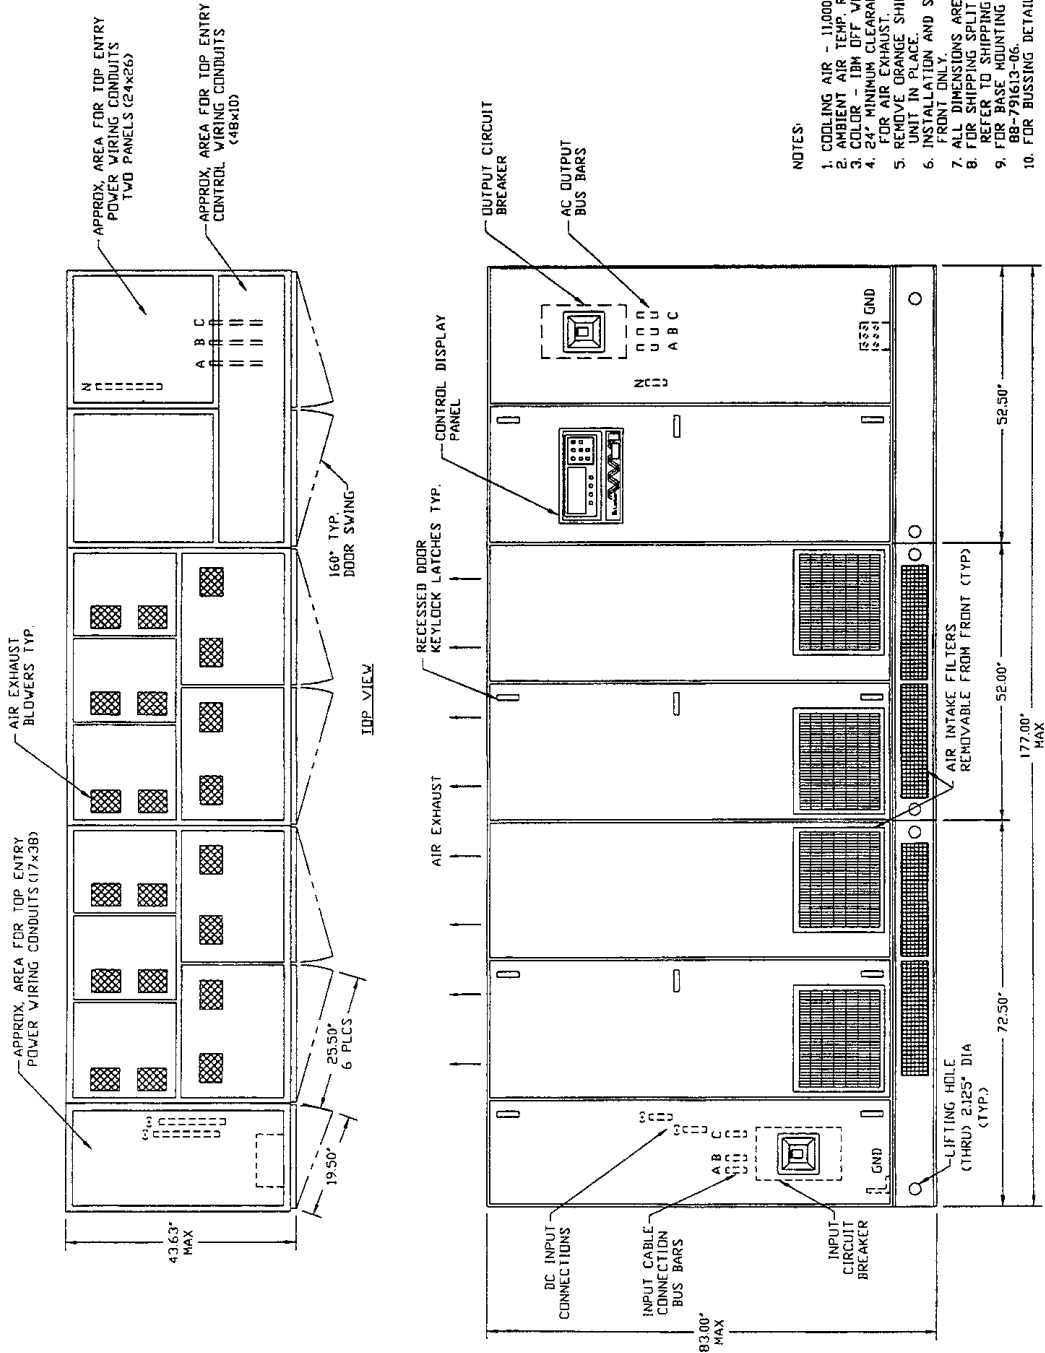 APPROX, AREA FOR TOP ENTRY
POWER WIRING CONDUITS (17x38)
AIR EXHAUST
BLOWERS TYP.
APPROX, AREA FOR TOP ENTRY
POWER WIRING CONDUITS
TWO PANELS (24x26)
APPROX, AREA FOR TOP ENTRY
CONTROL WIRING CONDUITS
(48x10)
43.63"
MAX
N
A B C
19.50"
25.50"
6 PLCS
160° TYP.
DOOR SWING
TOP VIEW
AIR EXHAUST
RECESSED DOOR
KEYLOCK LATCHES TYP.
CONTROL DISPLAY
PANEL
OUTPUT CIRCUIT
BREAKER
AC OUTPUT
BUS BARS
DC INPUT
CONNECTIONS
INPUT CABLE
CONNECTION
BUS BARS
INPUT
CIRCUIT
BREAKER
A B C
GND
N
A B C
GND
83.00"
MAX
LIFTING HOLE
(THRU) 2.125" DIA
(TYP.)
AIR INTAKE FILTERS
REMOVABLE FROM FRONT (TYP)
72.50"
52.00"
52.50"
177.00"
MAX
NOTES:
1. COOLING AIR - 11,000
2. AMBIENT AIR TEMP.
3. COLOR - IBM OFF
4. 24" MINIMUM
FOR AIR EXHAUST.
5. REMOVE ORANGE
UNIT IN PLACE.
6. INSTALLATION AND
FRONT ONLY.
7. ALL DIMENSIONS ARE
8. FOR SHIPPING SPLIT
REFER TO SHIPPING
9. FOR BASE MOUNTING
88-791613-06.
10. FOR BUSSING